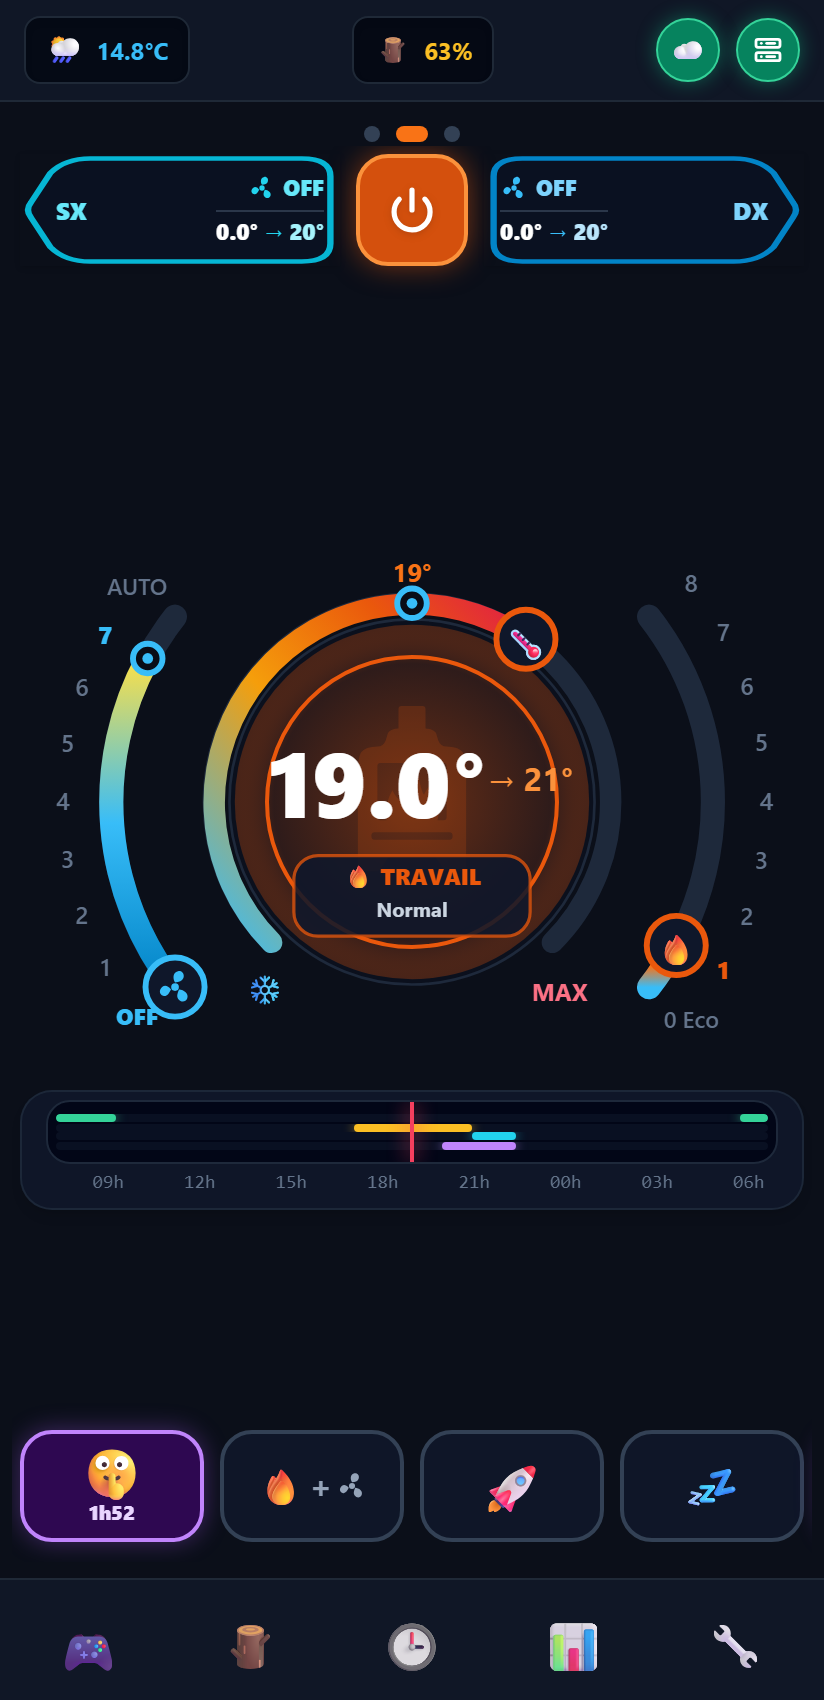 14.8°C
63%
SX
OFF
0.0° → 20°
OFF
0.0° → 20°
DX
AUTO
7
6
5
4
3
2
1
OFF
19°
19.0° → 21°
TRAVAIL
Normal
MAX
8
7
6
5
4
3
2
1
0 Eco
09h 12h 15h 18h 21h 00h 03h 06h
1h52
+